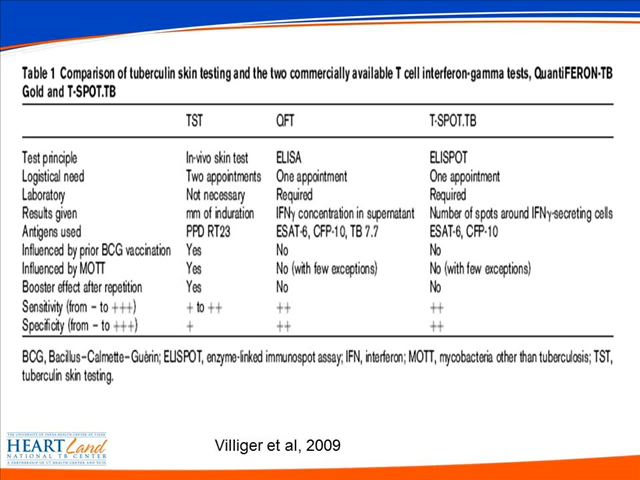 Table 1 Comparison of tuberculin skin testing and the two commercially available T cell interferon-gamma tests, QuantiFERON-TB
Gold and T-SPOT.TB
TST QFT T-SPOT.TB
Test principle In-vivo skin test ELISA ELISPOT
Logistical need Two appointments One appointment One appointment
Laboratory Not necessary Required Required
Results given mm of induration IFNγ concentration in supernatant Number of spots around IFNγ-secreting cells
Antigens used PPD RT23 ESAT-6, CFP-10, TB 7.7 ESAT-6, CFP-10
Influenced by prior BCG vaccination Yes No No
Influenced by MOTT Yes No (with few exceptions) No (with few exceptions)
Booster effect after repetition Yes No No
Sensitivity (from – to +++) + to ++ ++ ++
Specificity (from – to +++) + ++ ++
BCG, Bacillus–Calmette–Guèrin; ELISPOT, enzyme-linked immunospot assay; IFN, interferon; MOTT, mycobacteria other than tuberculosis; TST,
tuberculin skin testing.
HEARTLand
NATIONAL TB CENTER
Villiger et al, 2009